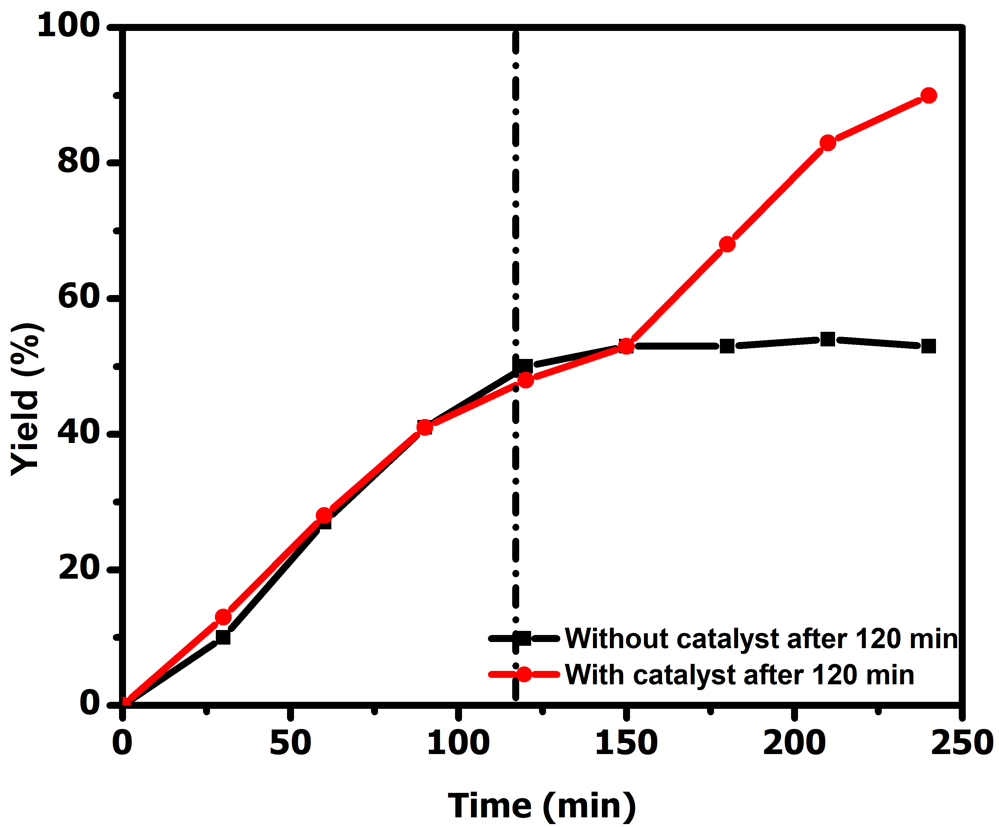 100
80
60
40
20
0
Yield (%)
Without catalyst after 120 min
With catalyst after 120 min
0 50 100 150 200 250
Time (min)